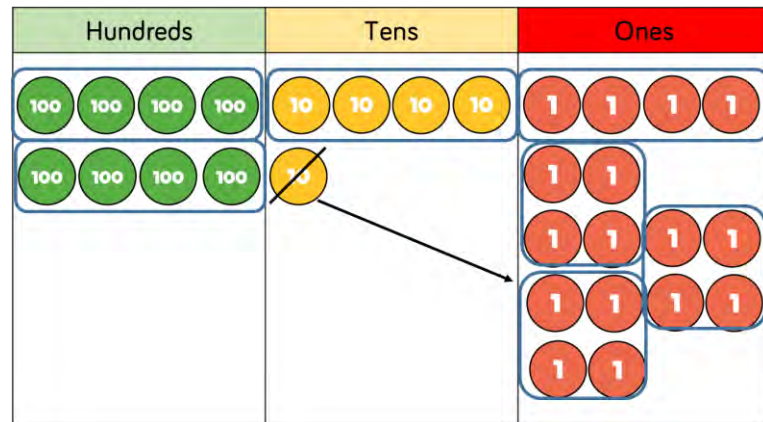 Hundreds Tens Ones
100 100 100 100 10 10 10 10 1 1 1 1
100 100 100 100 10 1 1
1 1 1 1
1 1 1 1
1 1